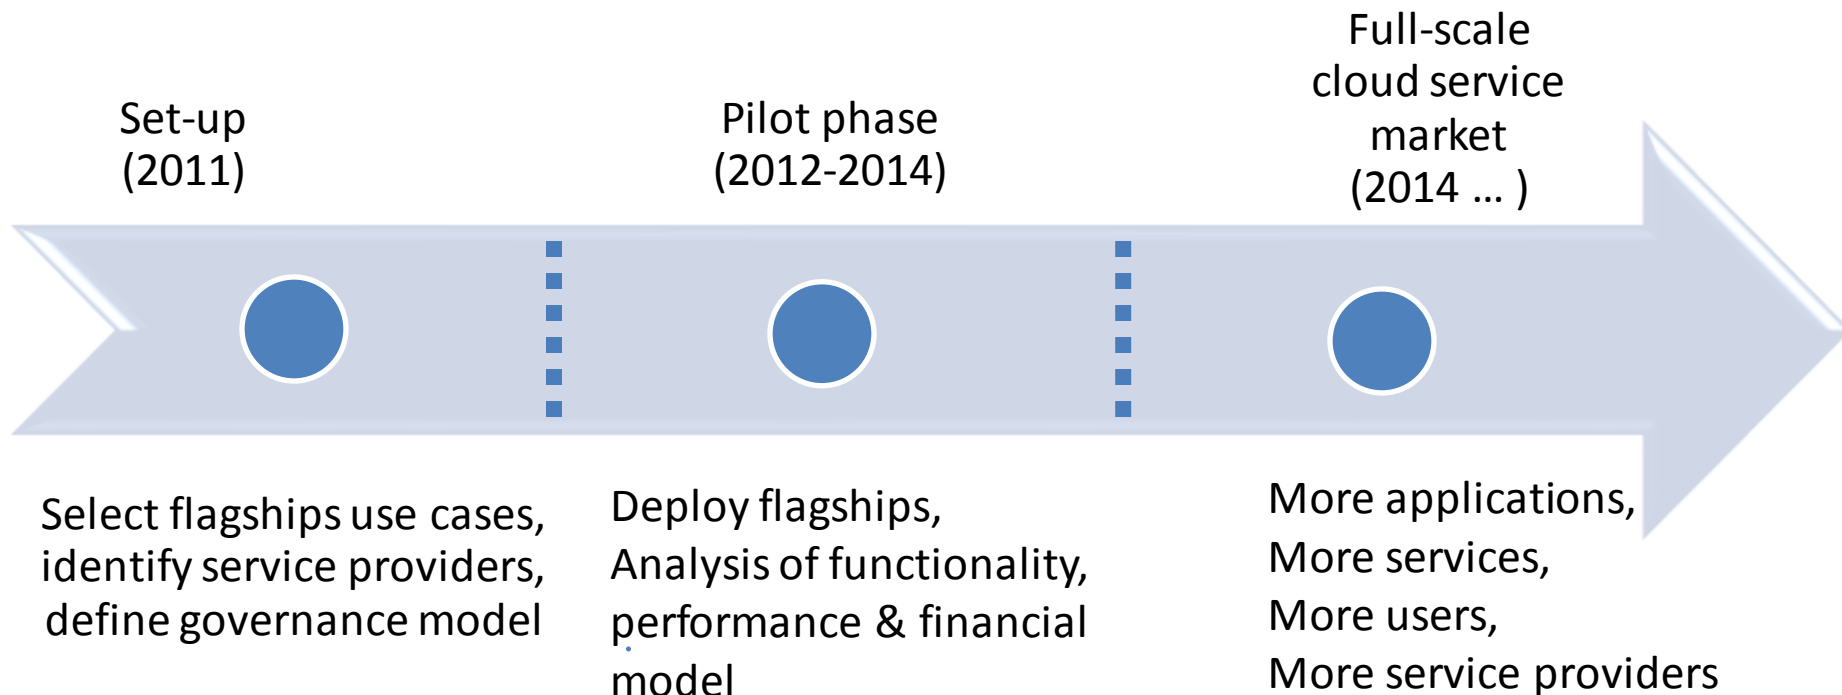 Set-up
(2011)
Pilot phase
(2012-2014)
Full-scale
cloud service
market
(2014 ... )
Select flagships use cases,
identify service providers,
define governance model
Deploy flagships,
Analysis of functionality,
performance & financial
model
More applications,
More services,
More users,
More service providers